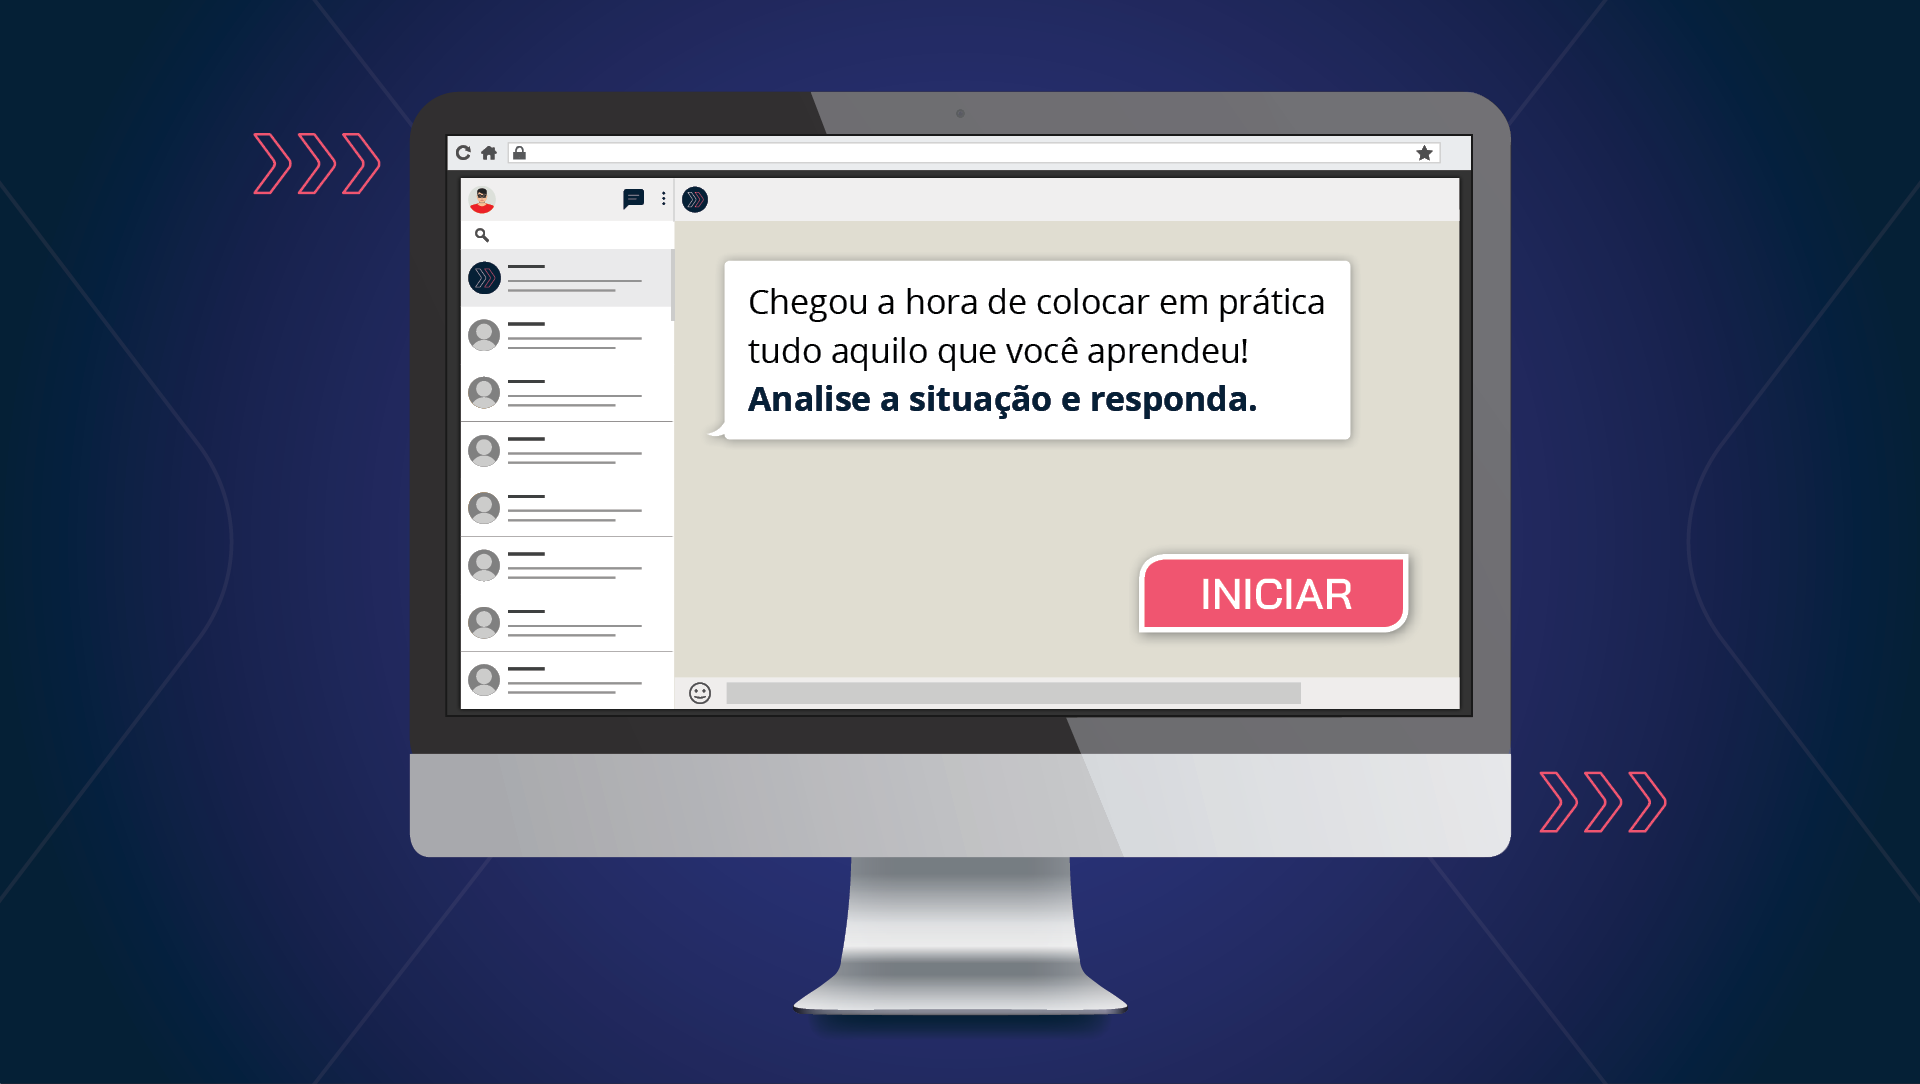 Chegou a hora de colocar em prática
tudo aquilo que você aprendeu!
Analise a situação e responda.
INICIAR